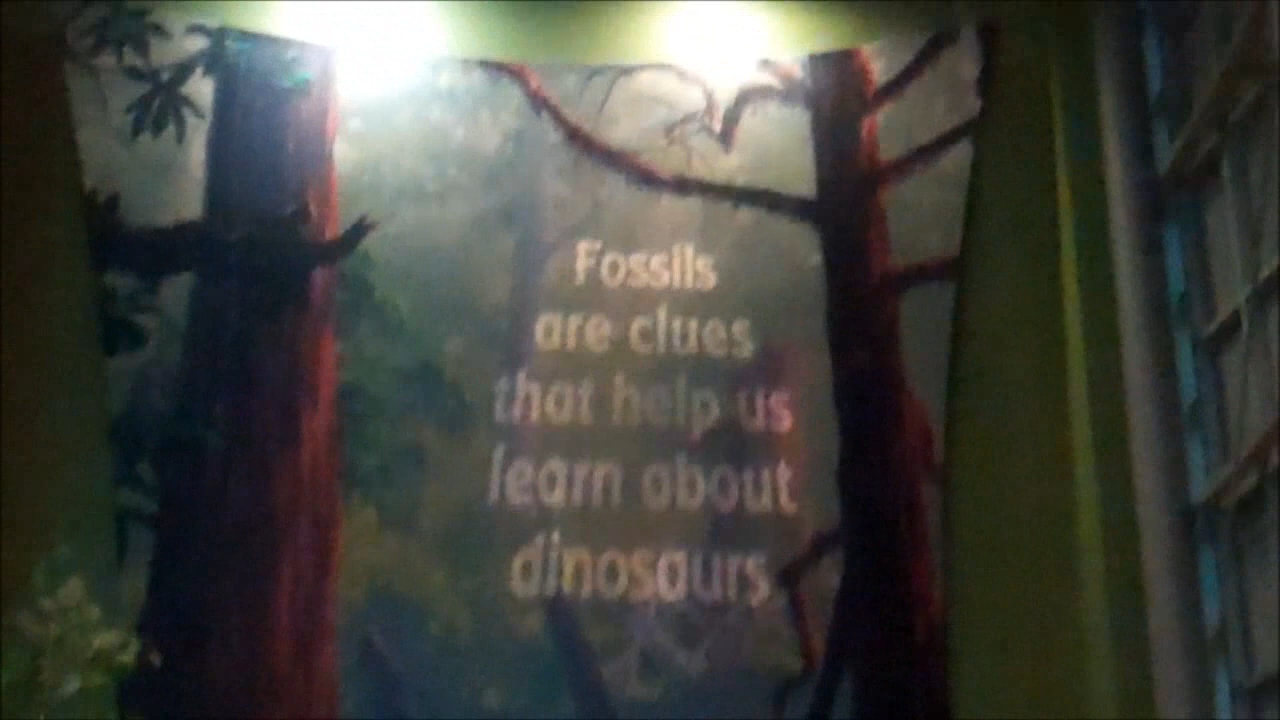 Fossils
are clues
that help us
learn about
dinosaurs